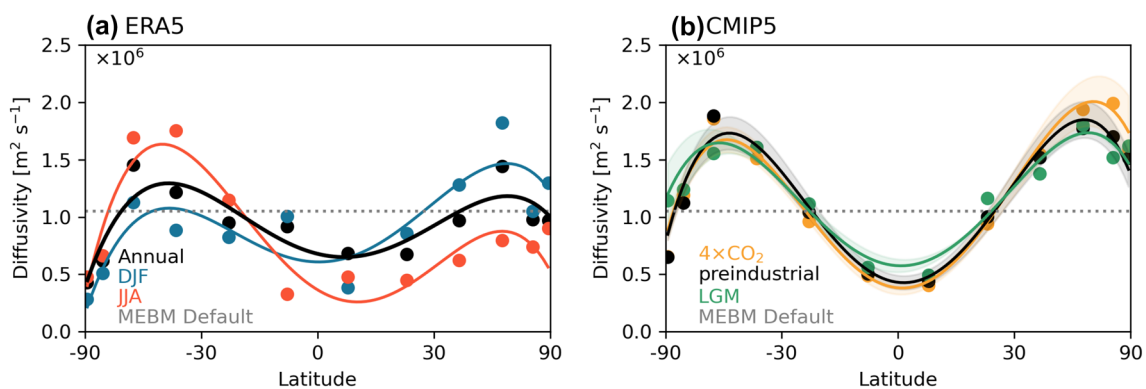 (a) ERA5
×10⁶
Diffusivity [m² s⁻¹]
2.5
2.0
1.5
1.0
0.5
0.0
Annual
DJF
JJA
MEBM Default
-90 -30 0 30 90
Latitude
(b) CMIP5
×10⁶
Diffusivity [m² s⁻¹]
2.5
2.0
1.5
1.0
0.5
0.0
4×CO₂
preindustrial
LGM
MEBM Default
-90 -30 0 30 90
Latitude